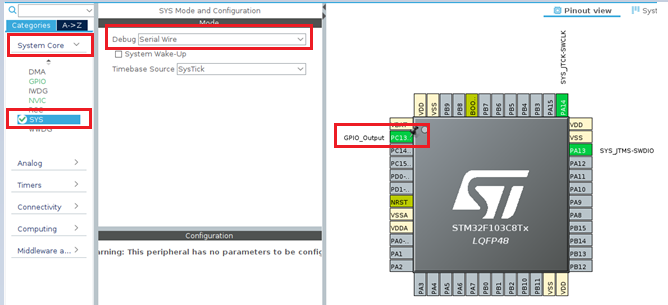 Categories A->Z
System Core
DMA
GPIO
IWDG
NVIC
SYS
WWDG
Analog
Timers
Connectivity
Computing
Middleware a...
SYS Mode and Configuration
Mode
Debug Serial Wire
System Wake-Up
Timebase Source SysTick
Configuration
arning: This peripheral has no parameters to be config
Pinout view
Syst
SYS_JTCK-SWCLK
VDD VSS PB9 PB8 BOO.. PB7 PB6 PB5 PB4 PB3 PA15 PA14
VBAT
GPIO_Output PC13..
PC14..
PC15..
PD0-..
PD1-..
NRST
VSSA
VDDA
PA0-..
PA1
PA2
STM32F103C8Tx
LQFP48
VDD
VSS
PA13 SYS_JTMS-SWDIO
PA12
PA11
PA10
PA9
PA8
PB15
PB14
PB13
PB12
PA3 PA4 PA5 PA6 PA7 PB0 PB1 PB2 PB10 PB11 VSS VDD